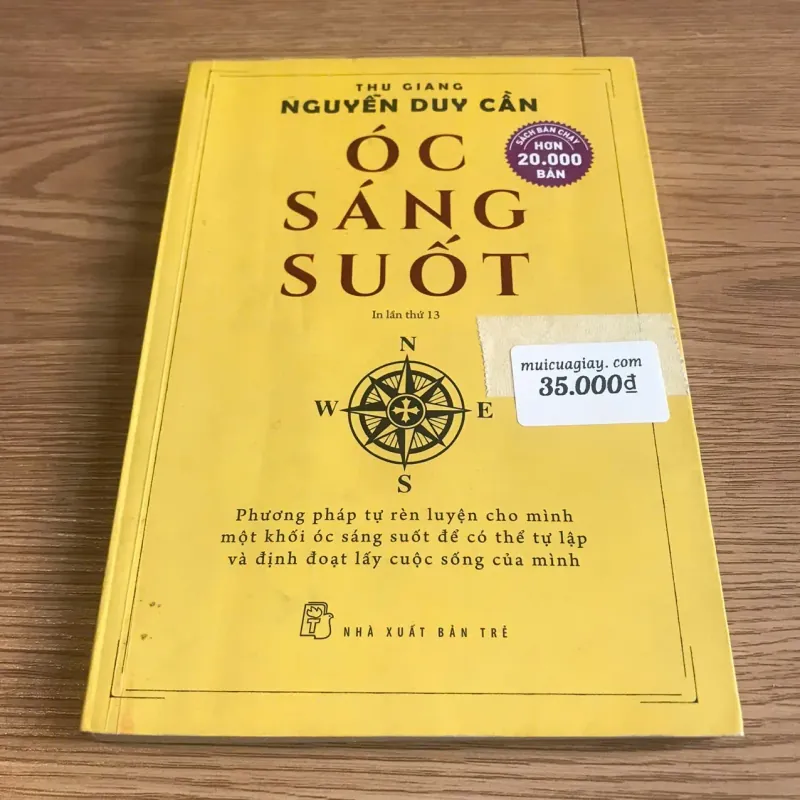 THU GIANG
NGUYỄN DUY CẦN
ÓC
SÁNG
SUỐT
SÁCH BÁN CHẠY
HƠN
20.000
BẢN
In lần thứ 13
muicuagiay. com
35.000đ
N
W
E
S
Phương pháp tự rèn luyện cho mình
một khối óc sáng suốt để có thể tự lập
và định đoạt lấy cuộc sống của mình
T
NHÀ XUẤT BẢN TRẺ